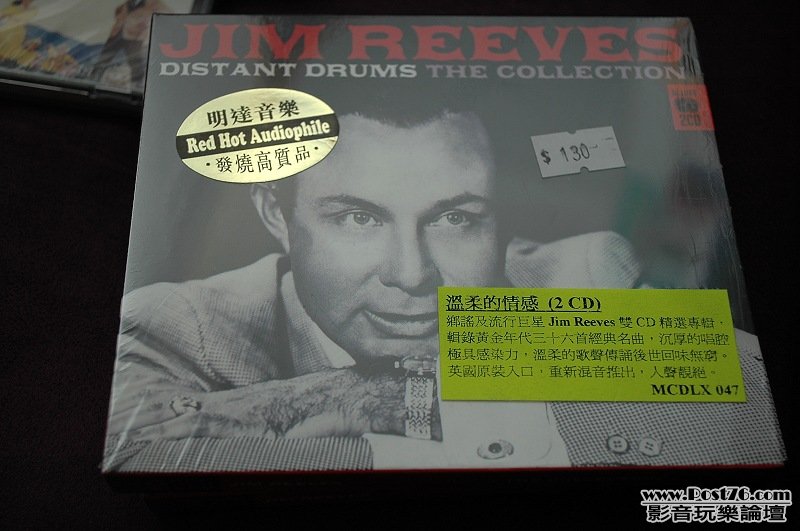 JIM REEVES
DISTANT DRUMS THE COLLECTION
DELUXE
2CD
明達音樂
Red Hot Audiophile
·發燒高質品·
$ 130
溫柔的情感 (2 CD)
鄉謠及流行巨星 Jim Reeves 雙 CD 精選專輯，
輯錄黃金年代三十六首經典名曲，沉厚的唱腔
極具感染力，溫柔的歌聲傳誦後世回味無窮。
英國原裝入口，重新混音推出，人聲靚絕。
MCDLX 047
www.Post76.com
影音玩樂論壇